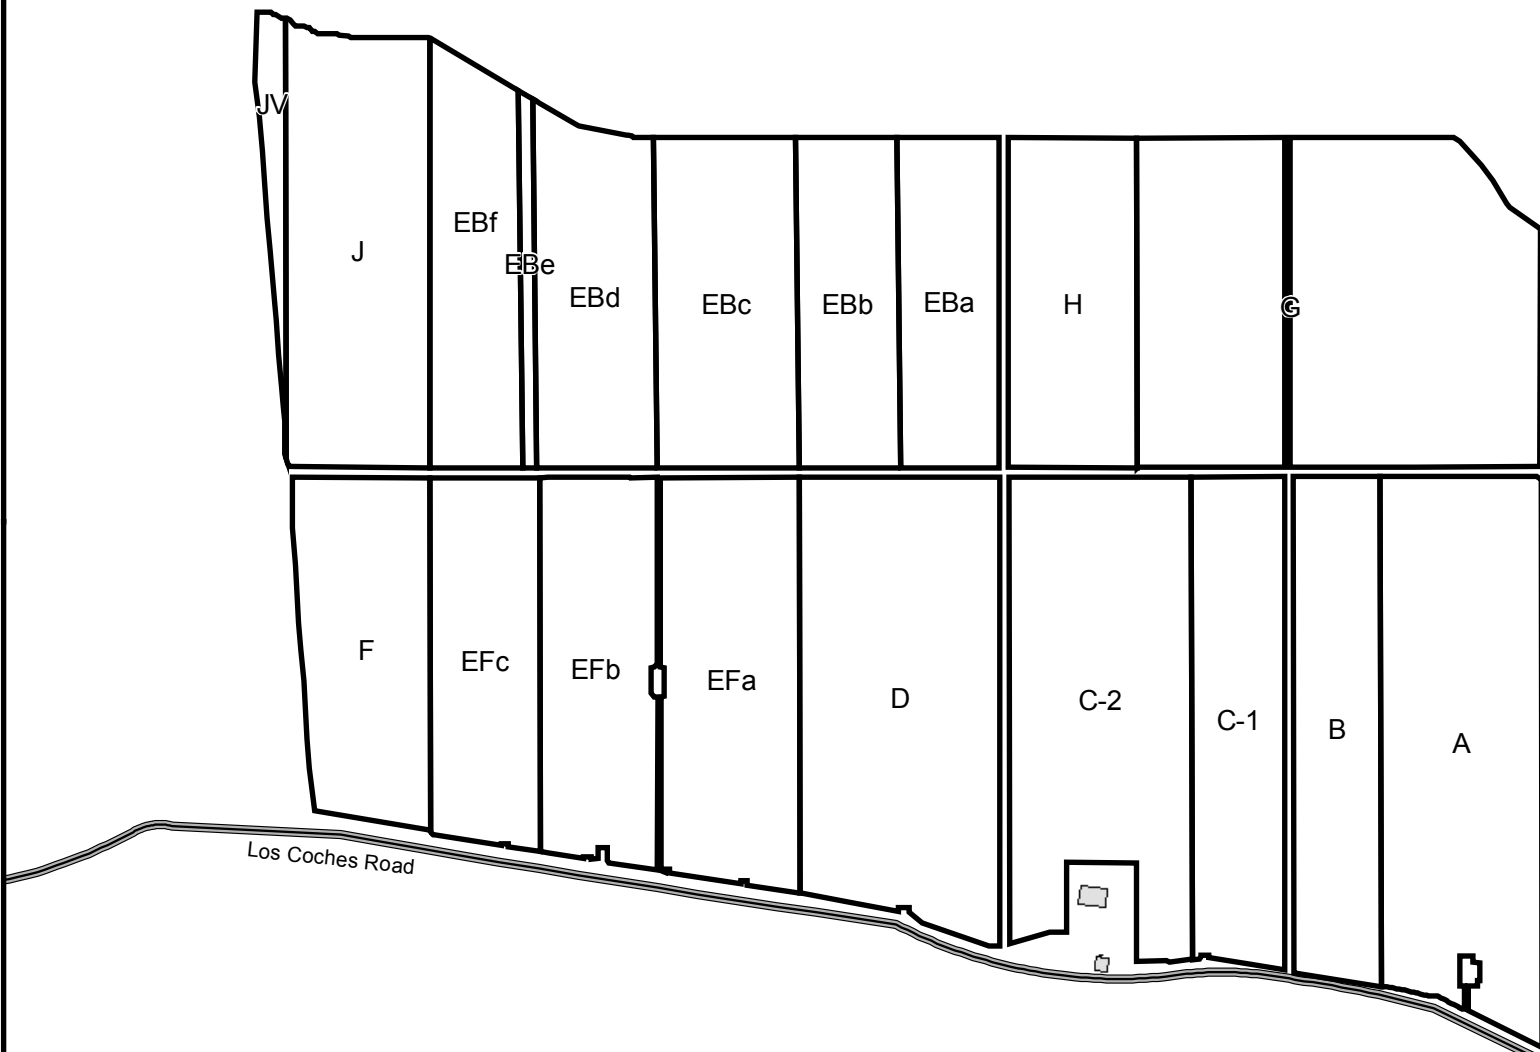 JV
J
EBf
EBe
EBd
EBc
EBb
EBa
H
G
F
EFc
EFb
EFa
D
C-2
C-1
B
A
Los Coches Road